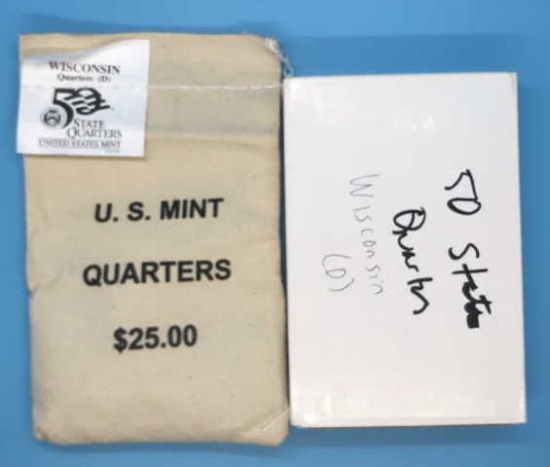 WISCONSIN
Quarters (D)
50
STATE
QUARTERS
UNITED STATES MINT
U. S. MINT
QUARTERS
$25.00
50 State
Quarters
Wisconsin
(D)